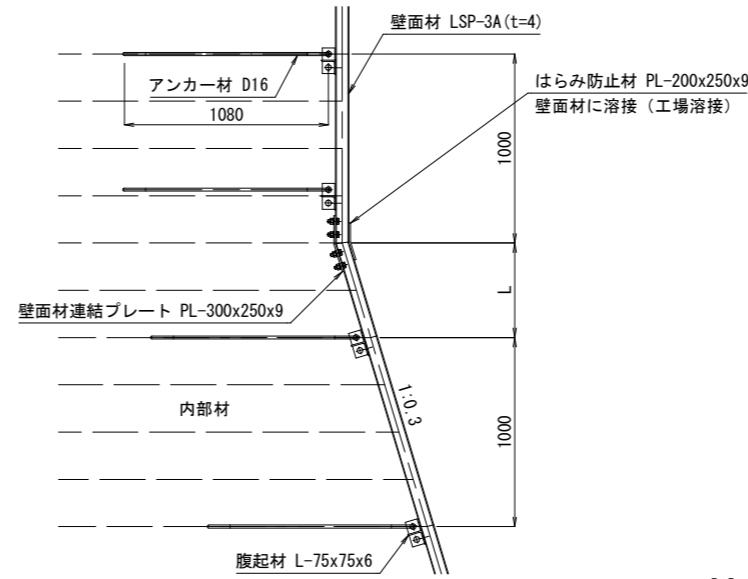 壁面材 LSP-3A(t=4)
アンカー材 D16
1080
はらみ防止材 PL-200x250x9
壁面材に溶接（工場溶接）
1000
L
壁面材連結プレート PL-300x250x9
1:0.3
内部材
1000
腹起材 L-75x75x6